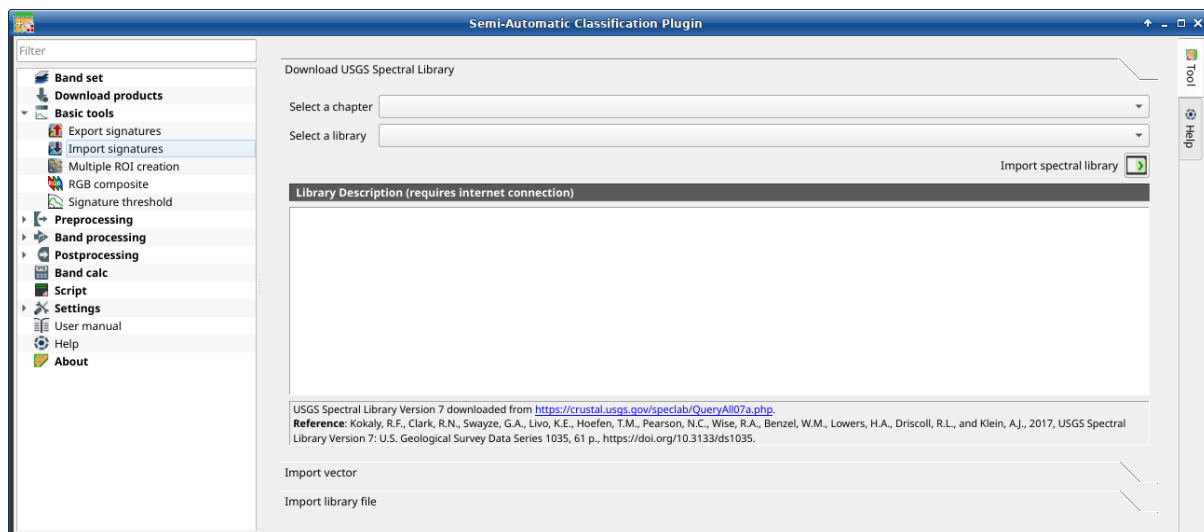 Semi-Automatic Classification Plugin
Filter
Band set
Download products
Basic tools
Export signatures
Import signatures
Multiple ROI creation
RGB composite
Signature threshold
Preprocessing
Band processing
Postprocessing
Band calc
Script
Settings
User manual
Help
About
Download USGS Spectral Library
Select a chapter
Select a library
Import spectral library
Library Description (requires internet connection)
USGS Spectral Library Version 7 downloaded from https://crustal.usgs.gov/speclab/QueryAll07a.php.
Reference: Kokaly, R.F., Clark, R.N., Swayze, G.A., Livo, K.E., Hoefen, T.M., Pearson, N.C., Wise, R.A., Benzel, W.M., Lowers, H.A., Driscoll, R.L., and Klein, A.J., 2017, USGS Spectral
Library Version 7: U.S. Geological Survey Data Series 1035, 61 p., https://doi.org/10.3133/ds1035.
Import vector
Import library file
Tool
Help